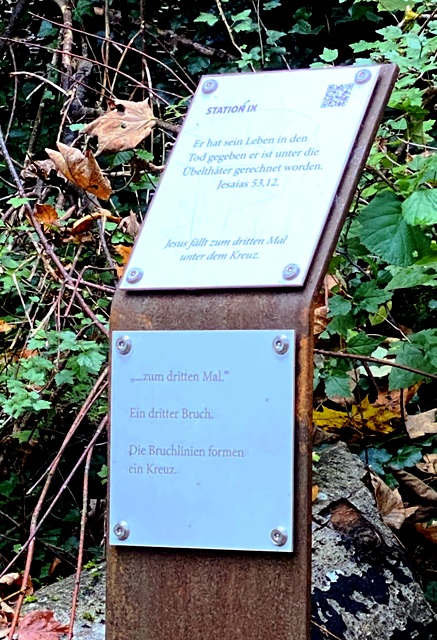 STATION IX
Er hat sein Leben in den
Tod gegeben er ist unter die
Übelthäter gerechnet worden.
Jesaias 53,12.
Jesus fällt zum dritten Mal
unter dem Kreuz.
„...zum dritten Mal.“
Ein dritter Bruch.
Die Bruchlinien formen
ein Kreuz.